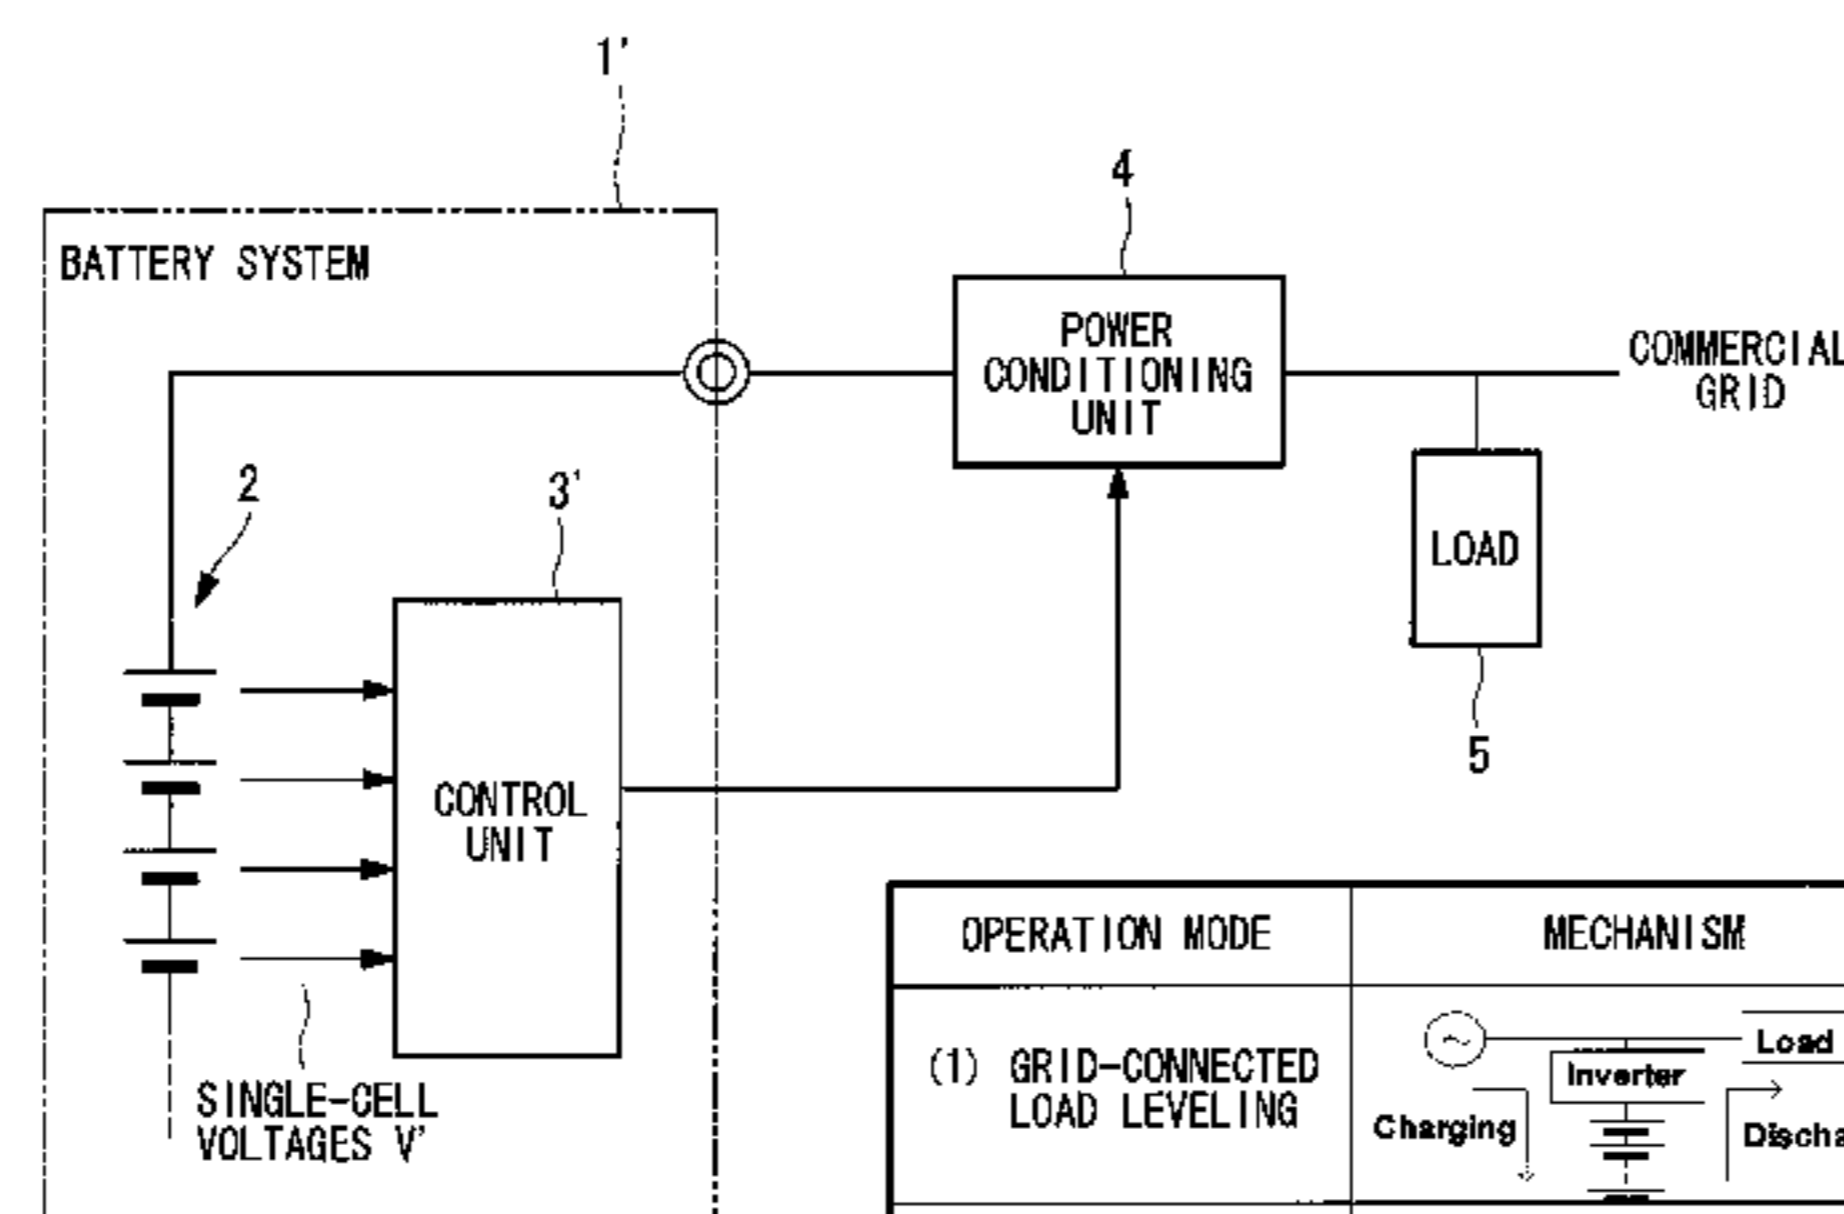 1'
4
BATTERY SYSTEM
POWER
CONDITIONING
UNIT
COMMERCIAL
GRID
2
3'
LOAD
5
CONTROL
UNIT
SINGLE-CELL
VOLTAGES V'
OPERATION MODE
MECHANISM
(1) GRID-CONNECTED
LOAD LEVELING
~
Load
Inverter
Charging
Discha